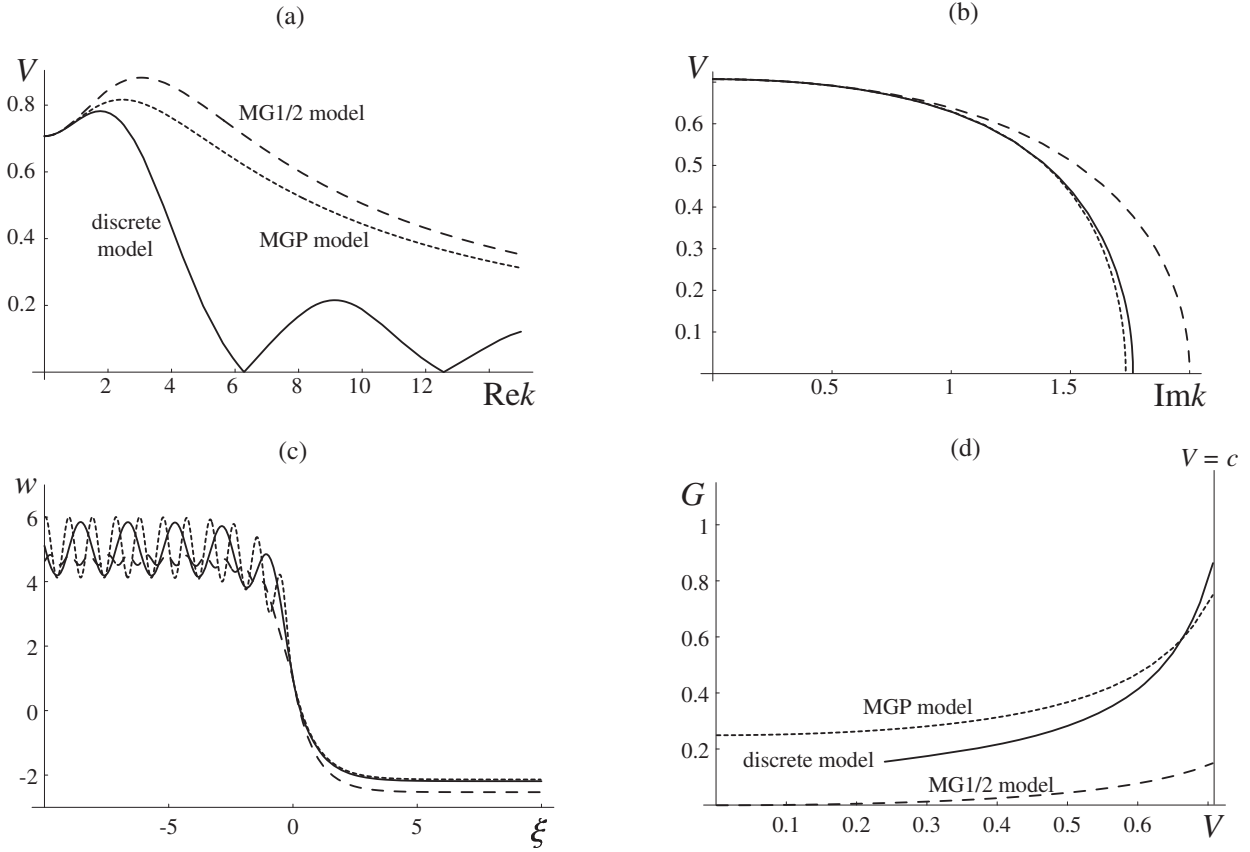 (a)
V
0.8
0.6
0.4
0.2
MG1/2 model
discrete
model
MGP model
2
4
6
8
10
12
Rek
(b)
V
0.6
0.5
0.4
0.3
0.2
0.1
0.5
1
1.5
Imk
(c)
w
6
4
2
0
-2
-5
0
5
ξ
(d)
V = c
G
1
0.8
0.6
0.4
0.2
MGP model
discrete model
MG1/2 model
0.1
0.2
0.3
0.4
0.5
0.6
V